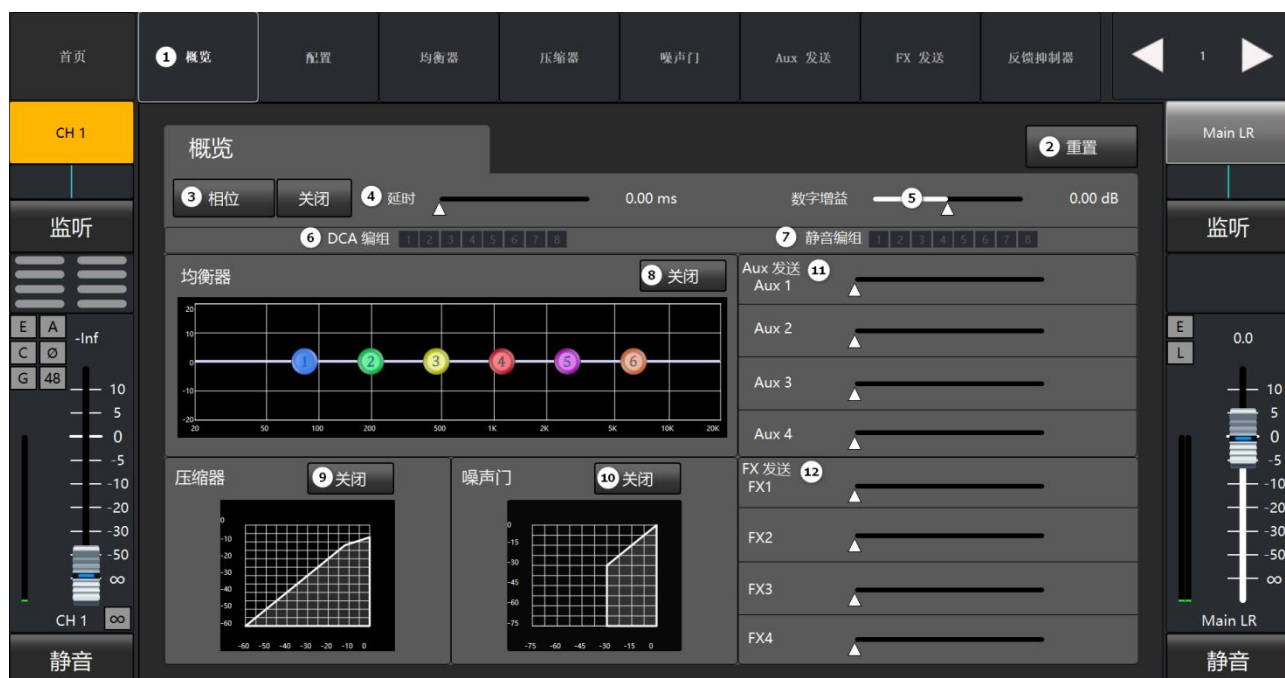 首页
1 概览
配置
均衡器
压缩器
噪声门
Aux 发送
FX 发送
反馈抑制器
1
CH 1
监听
E A
C Ø
G 48
-Inf
10
5
0
-5
-10
-20
-30
-50
∞
CH 1 ∞
静音
概览
2 重置
3 相位 关闭 4 延时 0.00 ms 数字增益 5 0.00 dB
6 DCA 编组 1 2 3 4 5 6 7 8 7 静音编组 1 2 3 4 5 6 7 8
均衡器 8 关闭
20
10
0
-10
-20
1 2 3 4 5 6
20 50 100 200 500 1K 2K 5K 10K 20K
压缩器 9 关闭
0
-10
-20
-30
-40
-50
-60
-60 -50 -40 -30 -20 -10 0
噪声门 10 关闭
0
-15
-30
-45
-60
-75
-75 -60 -45 -30 -15 0
Aux 发送 11
Aux 1
Aux 2
Aux 3
Aux 4
FX 发送 12
FX1
FX2
FX3
FX4
Main LR
监听
E
L
0.0
10
5
0
-5
-10
-20
-30
-50
∞
Main LR
静音